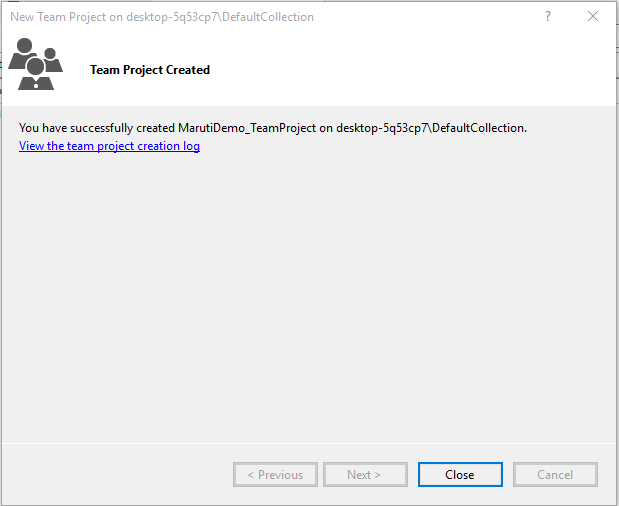 New Team Project on desktop-5q53cp7\DefaultCollection
?
Team Project Created
You have successfully created MarutiDemo_TeamProject on desktop-5q53cp7\DefaultCollection.
View the team project creation log
< Previous Next > Close Cancel